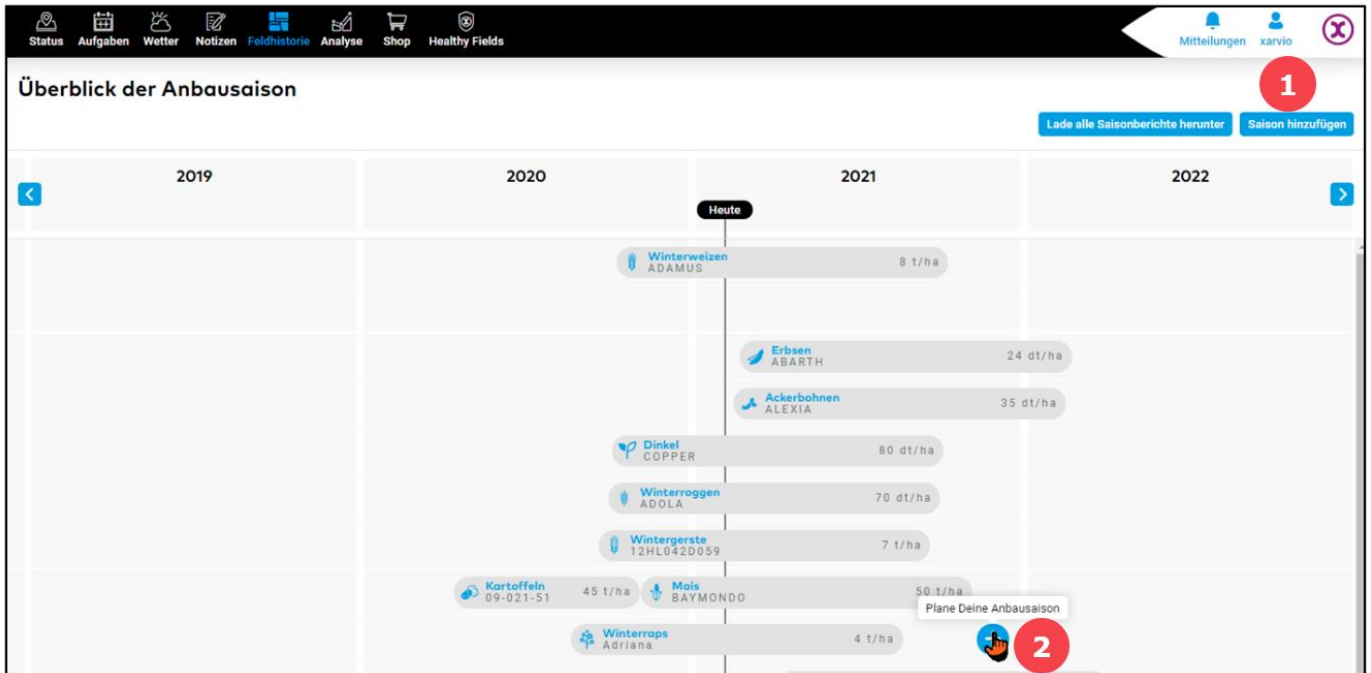 Status Aufgaben Wetter Notizen Feldhistorie Analyse Shop Healthy Fields Mitteilungen xarvio
Überblick der Anbausaison
1
Lade alle Saisonberichte herunter Saison hinzufügen
2019 2020 2021 2022
Heute
Winterweizen
ADAMUS 8 t/ha
Erbsen
ABARTH 24 dt/ha
Ackerbohnen
ALEXIA 35 dt/ha
Dinkel
COPPER 80 dt/ha
Winterroggen
ADOLA 70 dt/ha
Wintergerste
12HL042D059 7 t/ha
Kartoffeln 45 t/ha Mais 50 t/ha
09-021-51 BAYMONDO
Plane Deine Anbausaison
Winterraps
Adriana 4 t/ha
2